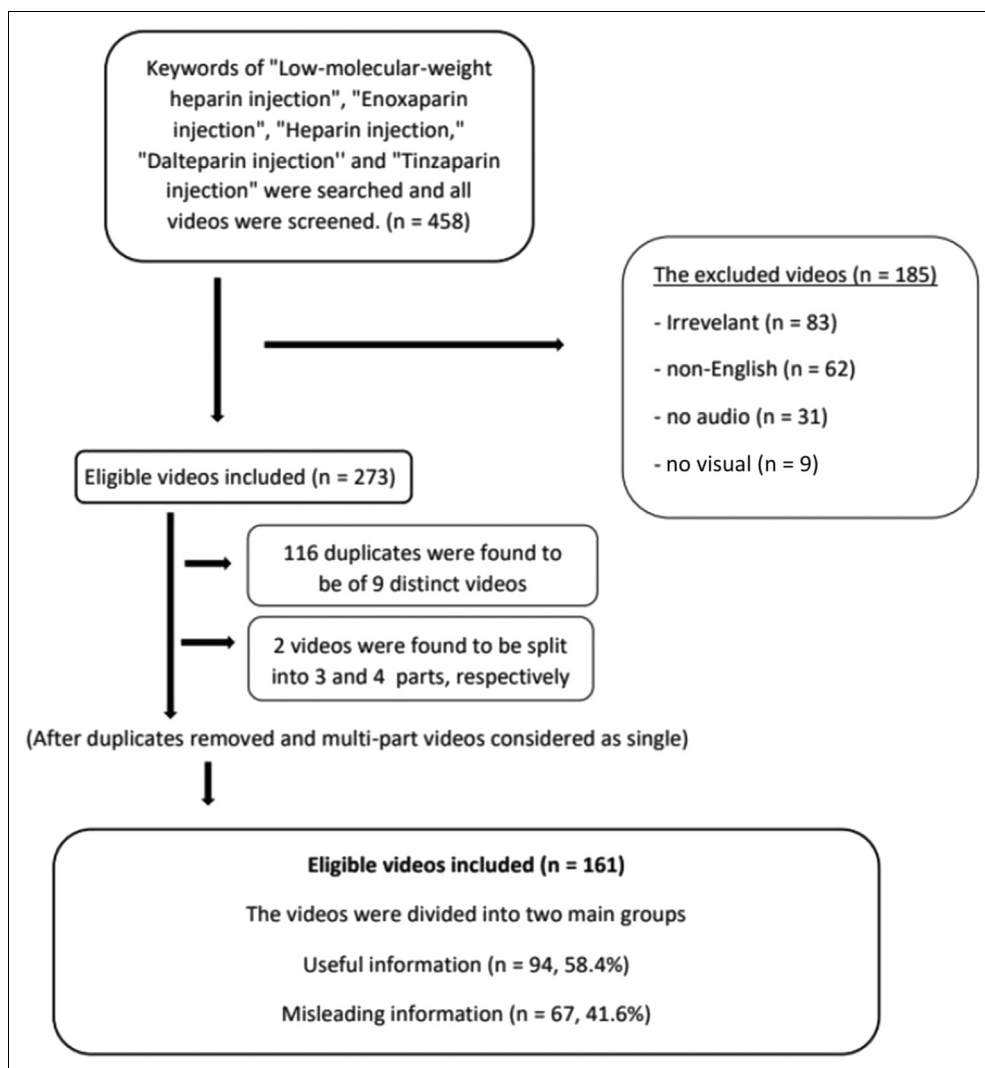 Keywords of "Low-molecular-weight
heparin injection", "Enoxaparin
injection", "Heparin injection,"
"Dalteparin injection'' and "Tinzaparin
injection" were searched and all
videos were screened. (n = 458)
The excluded videos (n = 185)
- Irrevelant (n = 83)
- non-English (n = 62)
- no audio (n = 31)
- no visual (n = 9)
Eligible videos included (n = 273)
116 duplicates were found to
be of 9 distinct videos
2 videos were found to be split
into 3 and 4 parts, respectively
(After duplicates removed and multi-part videos considered as single)
Eligible videos included (n = 161)
The videos were divided into two main groups
Useful information (n = 94, 58.4%)
Misleading information (n = 67, 41.6%)